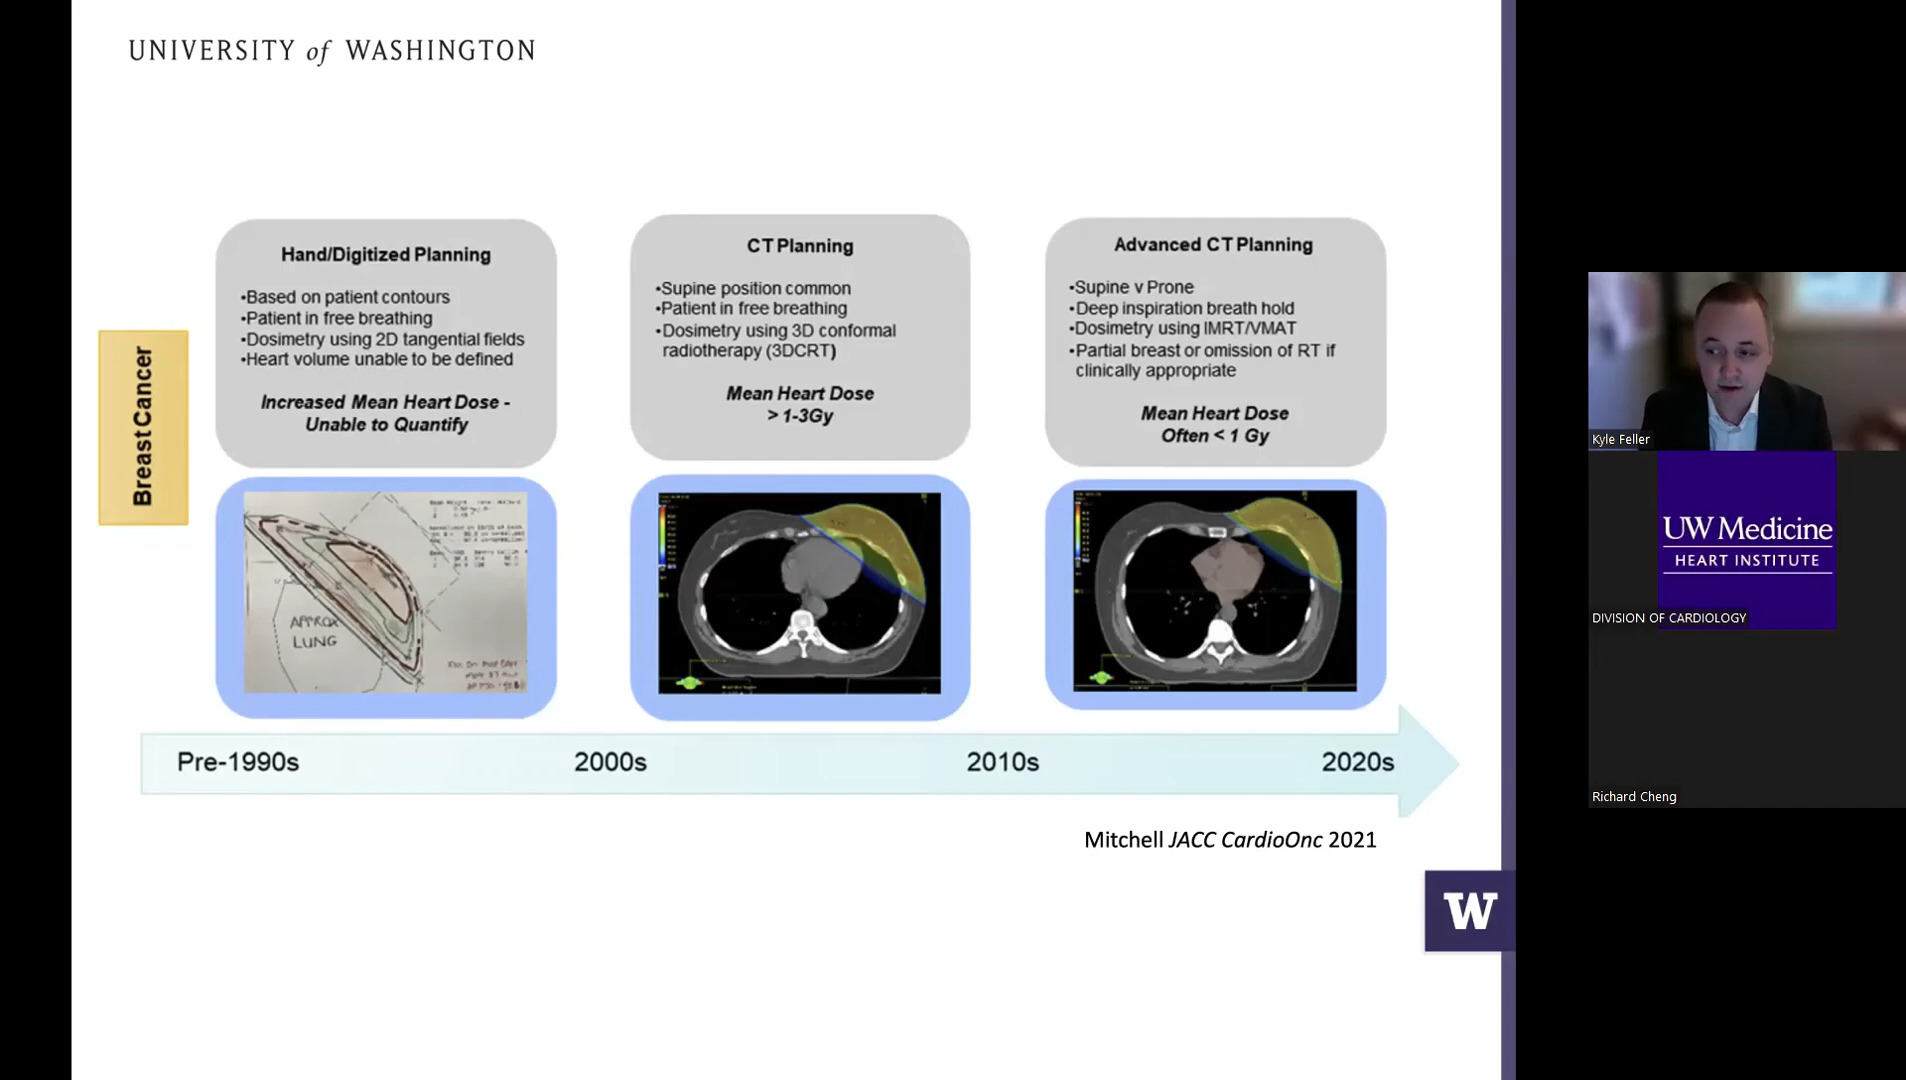 UNIVERSITY of WASHINGTON
Breast Cancer
Hand/Digitized Planning
•Based on patient contours
•Patient in free breathing
•Dosimetry using 2D tangential fields
•Heart volume unable to be defined
Increased Mean Heart Dose -
Unable to Quantify
CT Planning
•Supine position common
•Patient in free breathing
•Dosimetry using 3D conformal
radiotherapy (3DCRT)
Mean Heart Dose
> 1-3Gy
Advanced CT Planning
•Supine v Prone
•Deep inspiration breath hold
•Dosimetry using IMRT/VMAT
•Partial breast or omission of RT if
clinically appropriate
Mean Heart Dose
Often < 1 Gy
APPROX
LUNG
Pre-1990s
2000s
2010s
2020s
Mitchell JACC CardioOnc 2021
W
Kyle Feller
UW Medicine
HEART INSTITUTE
DIVISION OF CARDIOLOGY
Richard Cheng